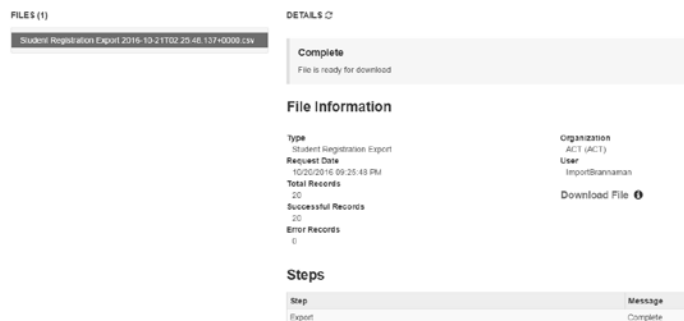 FILES (1)
Student Registration Export 2016-10-21T02:25:48.137+0000.csv
DETAILS
Complete
File is ready for download
File Information
Type
Student Registration Export
Request Date
10/20/2016 09:25:48 PM
Total Records
20
Successful Records
20
Error Records
0
Organization
ACT (ACT)
User
ImportBrannaman
Download File
Steps
Step Message
Export Complete